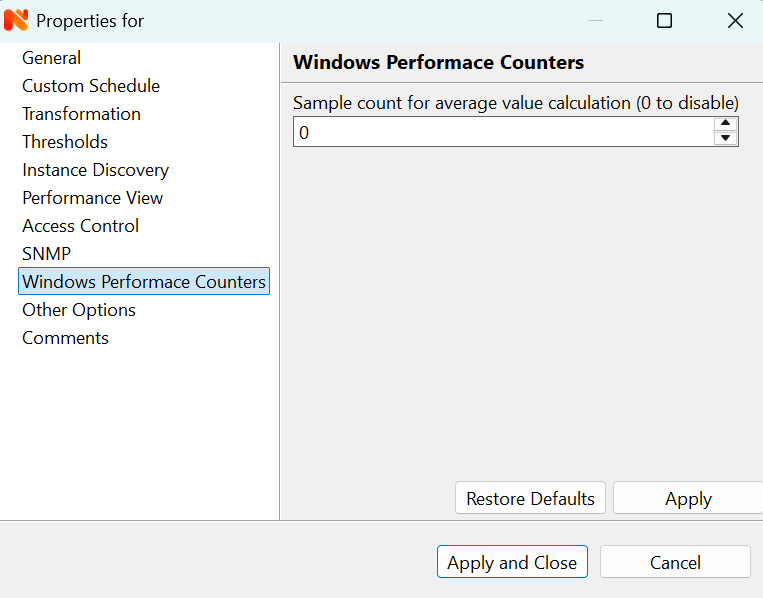 Properties for
General
Custom Schedule
Transformation
Thresholds
Instance Discovery
Performance View
Access Control
SNMP
Windows Performace Counters
Other Options
Comments
Windows Performace Counters
Sample count for average value calculation (0 to disable)
0
Restore Defaults
Apply
Apply and Close
Cancel